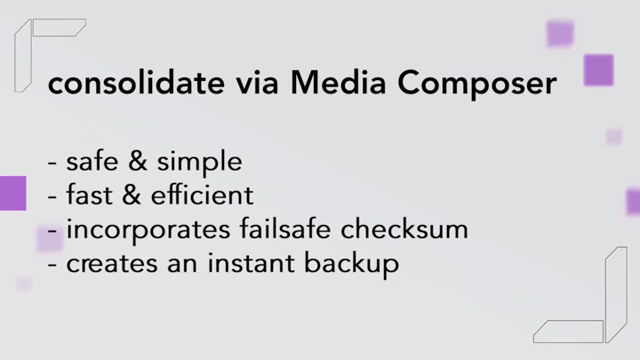 consolidate via Media Composer
- safe & simple
- fast & efficient
- incorporates failsafe checksum
- creates an instant backup